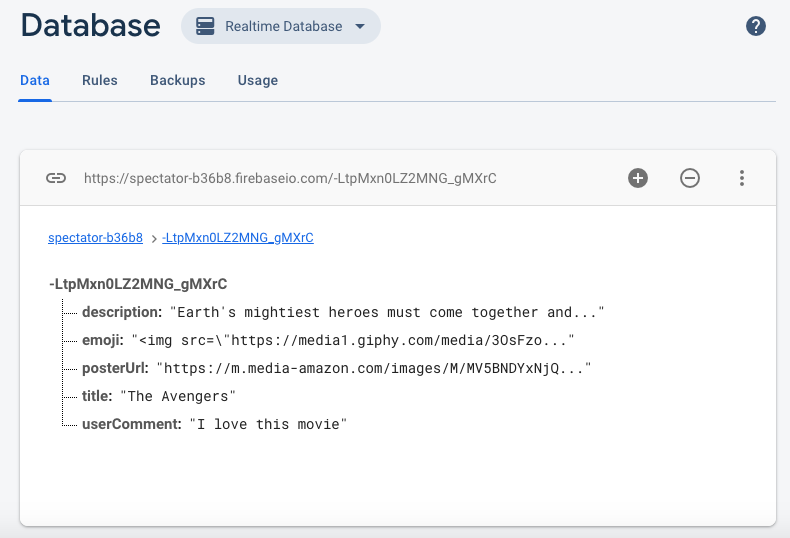 Database
Realtime Database
Data Rules Backups Usage
https://spectator-b36b8.firebaseio.com/-LtpMxn0LZ2MNG_gMXrC
spectator-b36b8 > -LtpMxn0LZ2MNG_gMXrC
-LtpMxn0LZ2MNG_gMXrC
description: "Earth's mightiest heroes must come together and..."
emoji: "<img src=\"https://media1.giphy.com/media/3OsFzo..."
posterUrl: "https://m.media-amazon.com/images/M/MV5BNDYxNjQ..."
title: "The Avengers"
userComment: "I love this movie"